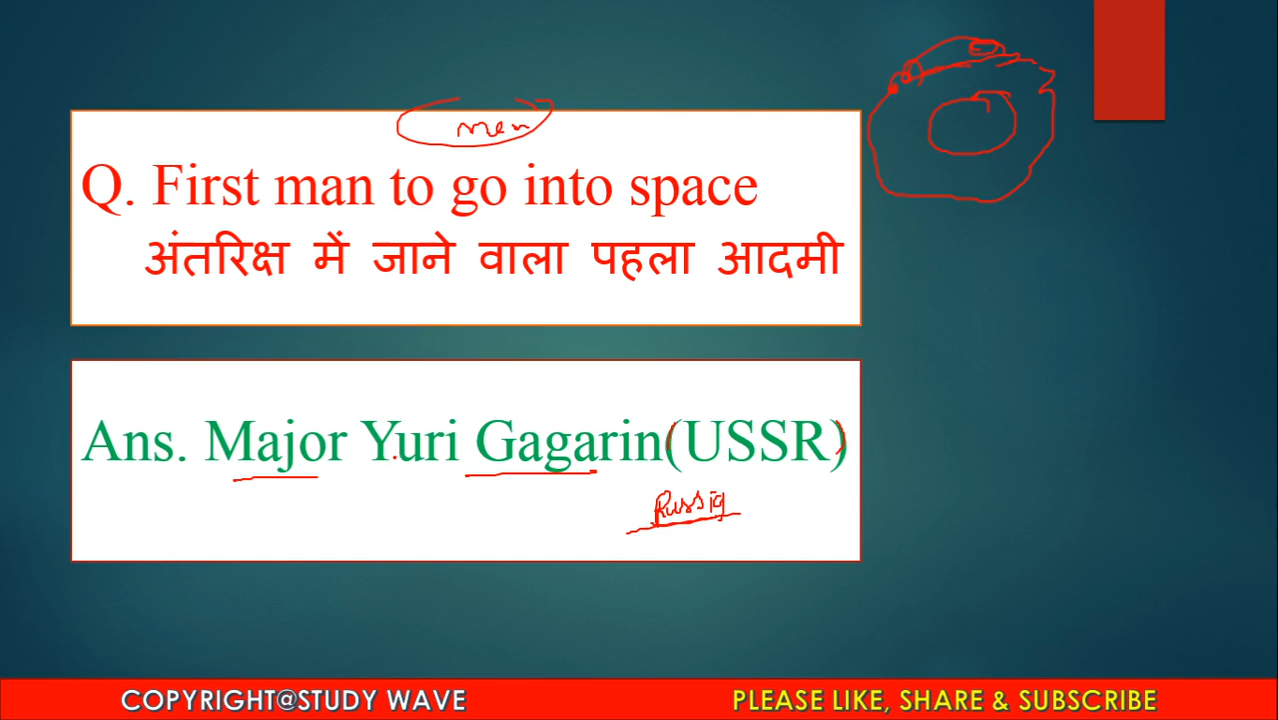 men
Q. First man to go into space
अंतरिक्ष में जाने वाला पहला आदमी
Ans. Major Yuri Gagarin(USSR)
Russia
COPYRIGHT@STUDY WAVE
PLEASE LIKE, SHARE & SUBSCRIBE